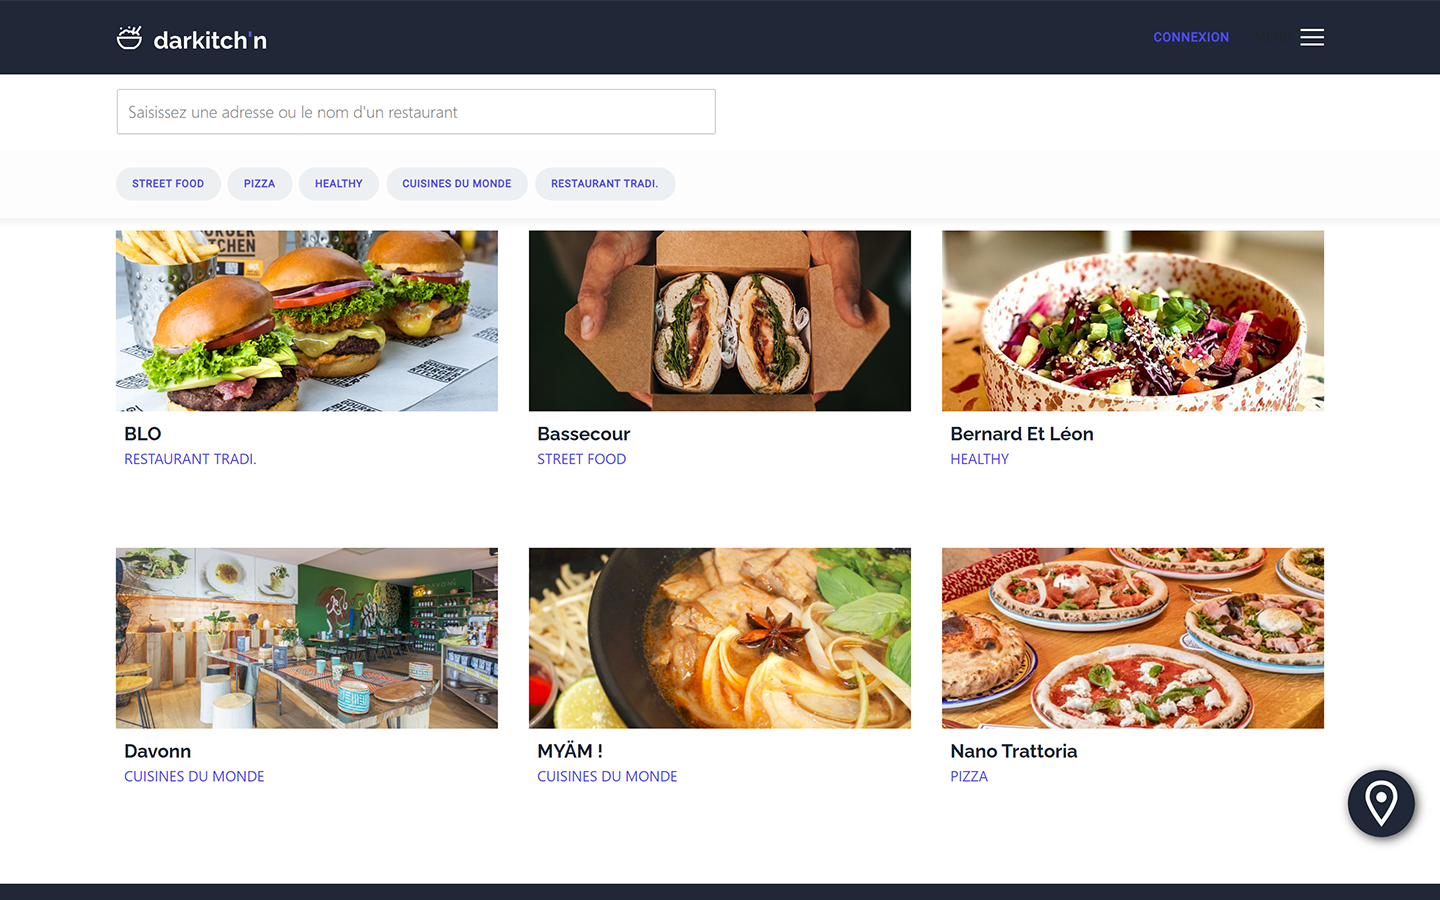 darkitch'n
CONNEXION
MENU
Saisissez une adresse ou le nom d'un restaurant
STREET FOOD
PIZZA
HEALTHY
CUISINES DU MONDE
RESTAURANT TRADI.
BLO
RESTAURANT TRADI.
Bassecour
STREET FOOD
Bernard Et Léon
HEALTHY
Davonn
CUISINES DU MONDE
MYÄM !
CUISINES DU MONDE
Nano Trattoria
PIZZA